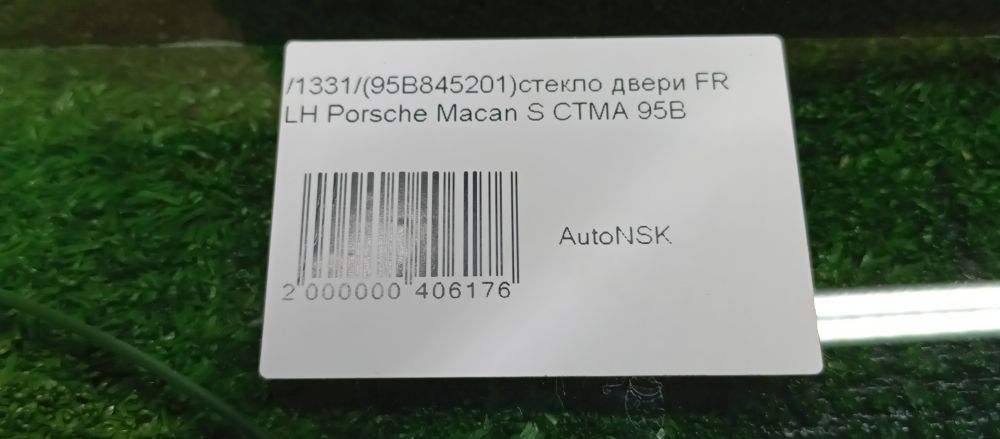 /1331/(95B845201)стекло двери FR
LH Porsche Macan S CTMA 95B
AutoNSK
2 000000 406176